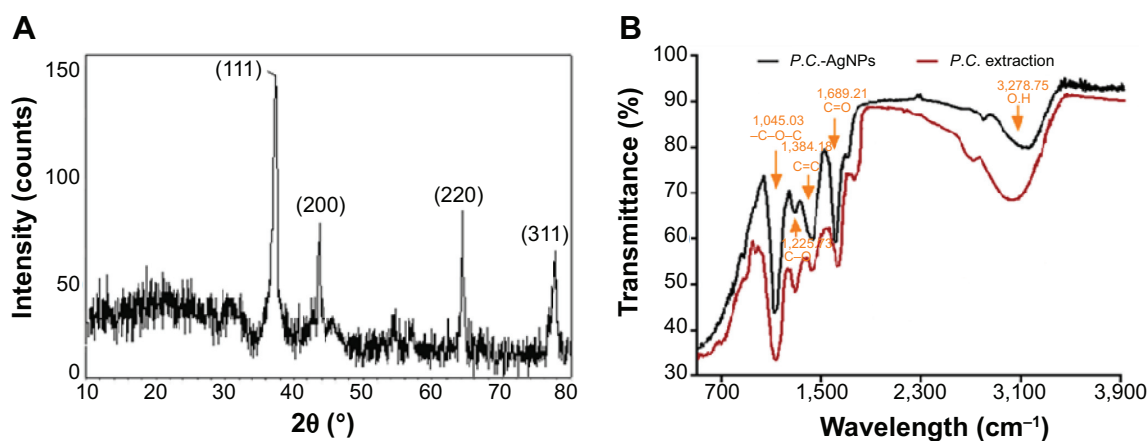 A
Intensity (counts)
150
100
50
0
(111)
(200)
(220)
(311)
10 20 30 40 50 60 70 80
2θ (°)
B
P.C.-AgNPs P.C. extraction
Transmittance (%)
100
90
80
70
60
50
40
30
1,689.21
C=O
3,278.75
O.H
1,045.03
–C–O–C
1,384.18
C=C
1,225.73
C–O
700 1,500 2,300 3,100 3,900
Wavelength (cm⁻¹)